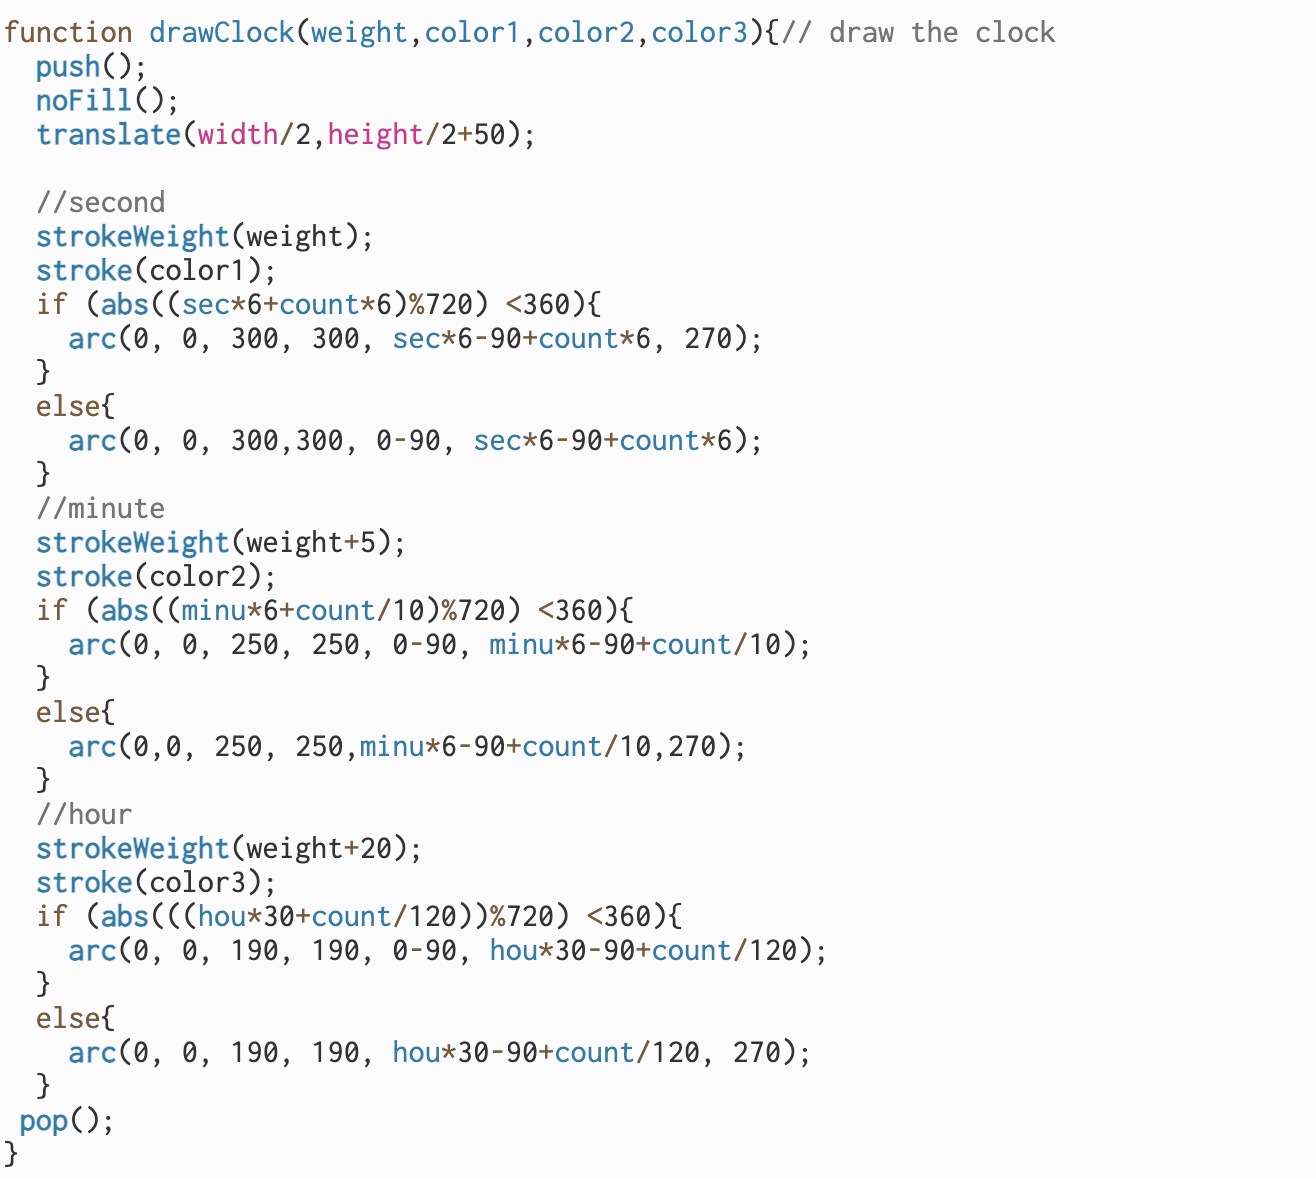 function drawClock(weight,color1,color2,color3){// draw the clock
  push();
  noFill();
  translate(width/2,height/2+50);

  //second
  strokeWeight(weight);
  stroke(color1);
  if (abs((sec*6+count*6)%720) <360){
    arc(0, 0, 300, 300, sec*6-90+count*6, 270);
  }
  else{
    arc(0, 0, 300,300, 0-90, sec*6-90+count*6);
  }
  //minute
  strokeWeight(weight+5);
  stroke(color2);
  if (abs((minu*6+count/10)%720) <360){
    arc(0, 0, 250, 250, 0-90, minu*6-90+count/10);
  }
  else{
    arc(0,0, 250, 250,minu*6-90+count/10,270);
  }
  //hour
  strokeWeight(weight+20);
  stroke(color3);
  if (abs(((hou*30+count/120))%720) <360){
    arc(0, 0, 190, 190, 0-90, hou*30-90+count/120);
  }
  else{
    arc(0, 0, 190, 190, hou*30-90+count/120, 270);
  }
 pop();
}